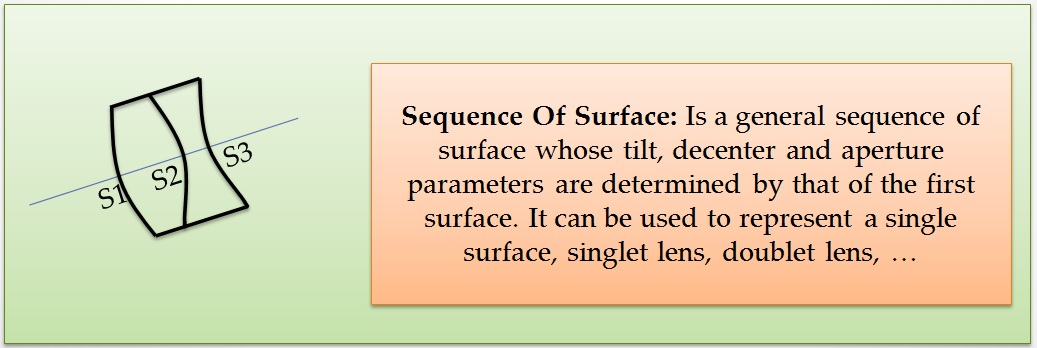 S1
S2
S3
Sequence Of Surface: Is a general sequence of
surface whose tilt, decenter and aperture
parameters are determined by that of the first
surface. It can be used to represent a single
surface, singlet lens, doublet lens, …